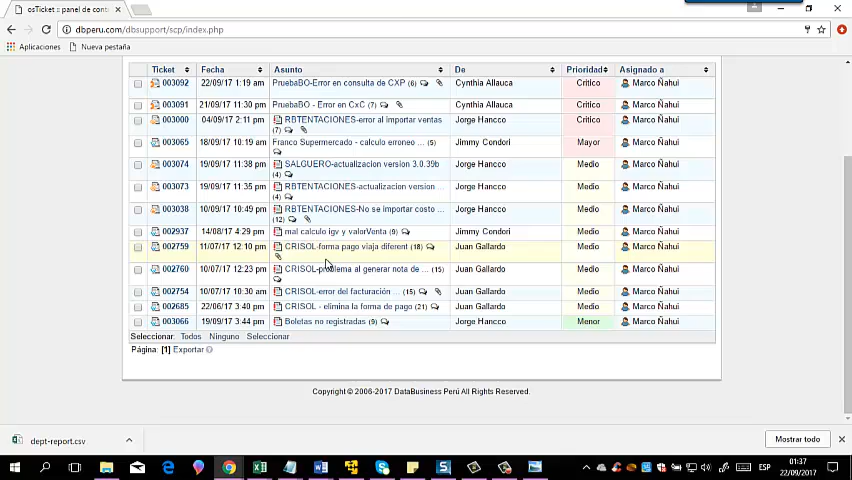 osTicket :: panel de cont
dbperu.com/dbsupport/scp/index.php
Aplicaciones Nueva pestaña
Ticket Fecha Asunto De Prioridad Asignado a
003092 22/09/17 1:19 am PruebaBO-Error en consulta de CXP (6) Cynthia Allauca Crítico Marco Ñahui
003091 21/09/17 11:30 pm PruebaBO - Error en CxC (7) Cynthia Allauca Crítico Marco Ñahui
003000 04/09/17 2:11 pm RBTENTACIONES-error al importar ventas Jorge Hancco Crítico Marco Ñahui
(7)
003065 18/09/17 10:19 am Franco Supermercado - calculo erroneo ... (5) Jimmy Condori Mayor Marco Ñahui
003074 19/09/17 11:38 pm SALGUERO-actualizacion version 3.0.39b Jorge Hancco Medio Marco Ñahui
(4)
003073 19/09/17 11:35 pm RBTENTACIONES-actualizacion version ... Jorge Hancco Medio Marco Ñahui
(4)
003038 10/09/17 10:49 pm RBTENTACIONES-No se importar costo ... Jorge Hancco Medio Marco Ñahui
(12)
002937 14/08/17 4:29 pm mal calculo igv y valorVenta (9) Jimmy Condori Medio Marco Ñahui
002759 11/07/17 12:10 pm CRISOL-forma pago viaja diferent (18) Juan Gallardo Medio Marco Ñahui
002760 10/07/17 12:23 pm CRISOL-problema al generar nota de ... (15) Juan Gallardo Medio Marco Ñahui
002754 10/07/17 10:30 am CRISOL-error del facturación ... (15) Juan Gallardo Medio Marco Ñahui
002685 22/06/17 3:40 pm CRISOL - elimina la forma de pago (21) Juan Gallardo Medio Marco Ñahui
003066 19/09/17 3:44 pm Boletas no registradas (9) Jorge Hancco Menor Marco Ñahui
Seleccionar: Todos Ninguno Seleccionar
Página: [1] Exportar
Copyright © 2006-2017 DataBusiness Perú All Rights Reserved.
dept-report.csv Mostrar todo
ESP 01:37
22/09/2017